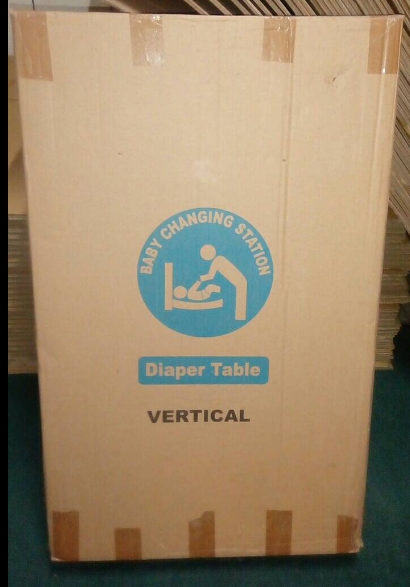 BABY CHANGING STATION
Diaper Table
VERTICAL